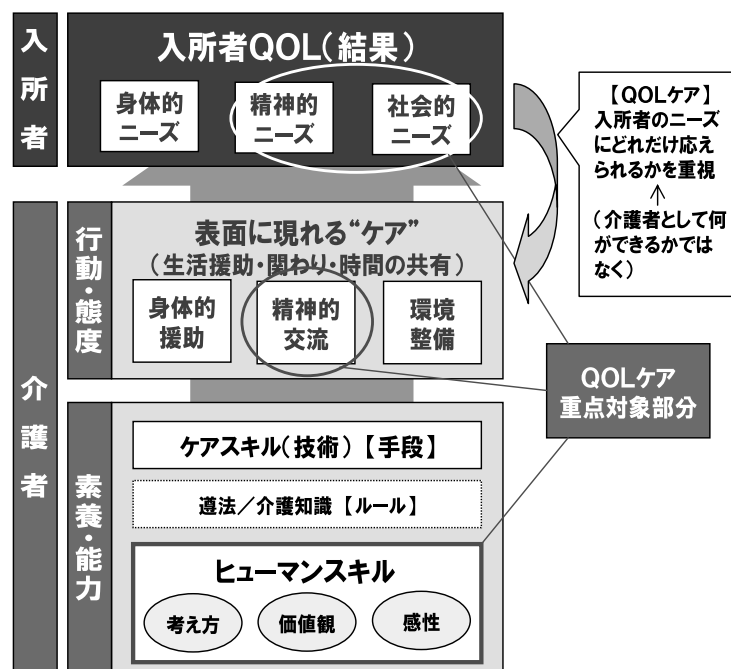 入所者
入所者QOL(結果)
身体的
ニーズ
精神的
ニーズ
社会的
ニーズ
【QOLケア】
入所者のニーズ
にどれだけ応え
られるかを重視
↑
(介護者として何
ができるかでは
なく)
介護者
行動・態度
表面に現れる“ケア”
(生活援助・関わり・時間の共有)
身体的
援助
精神的
交流
環境
整備
QOLケア
重点対象部分
素養・能力
ケアスキル(技術)【手段】
遵法/介護知識【ルール】
ヒューマンスキル
考え方
価値観
感性